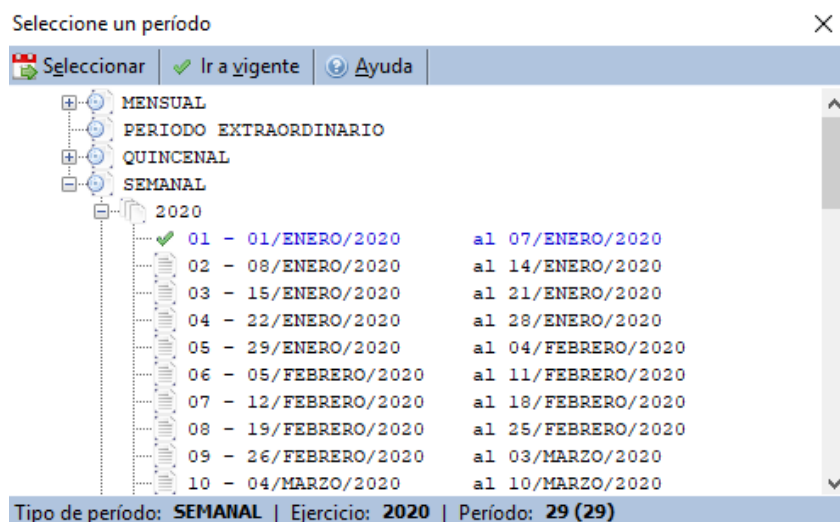 Seleccione un período
Seleccionar Ir a vigente Ayuda
MENSUAL
PERIODO EXTRAORDINARIO
QUINCENAL
SEMANAL
2020
01 - 01/ENERO/2020 al 07/ENERO/2020
02 - 08/ENERO/2020 al 14/ENERO/2020
03 - 15/ENERO/2020 al 21/ENERO/2020
04 - 22/ENERO/2020 al 28/ENERO/2020
05 - 29/ENERO/2020 al 04/FEBRERO/2020
06 - 05/FEBRERO/2020 al 11/FEBRERO/2020
07 - 12/FEBRERO/2020 al 18/FEBRERO/2020
08 - 19/FEBRERO/2020 al 25/FEBRERO/2020
09 - 26/FEBRERO/2020 al 03/MARZO/2020
10 - 04/MARZO/2020 al 10/MARZO/2020
Tipo de período: SEMANAL | Ejercicio: 2020 | Período: 29 (29)